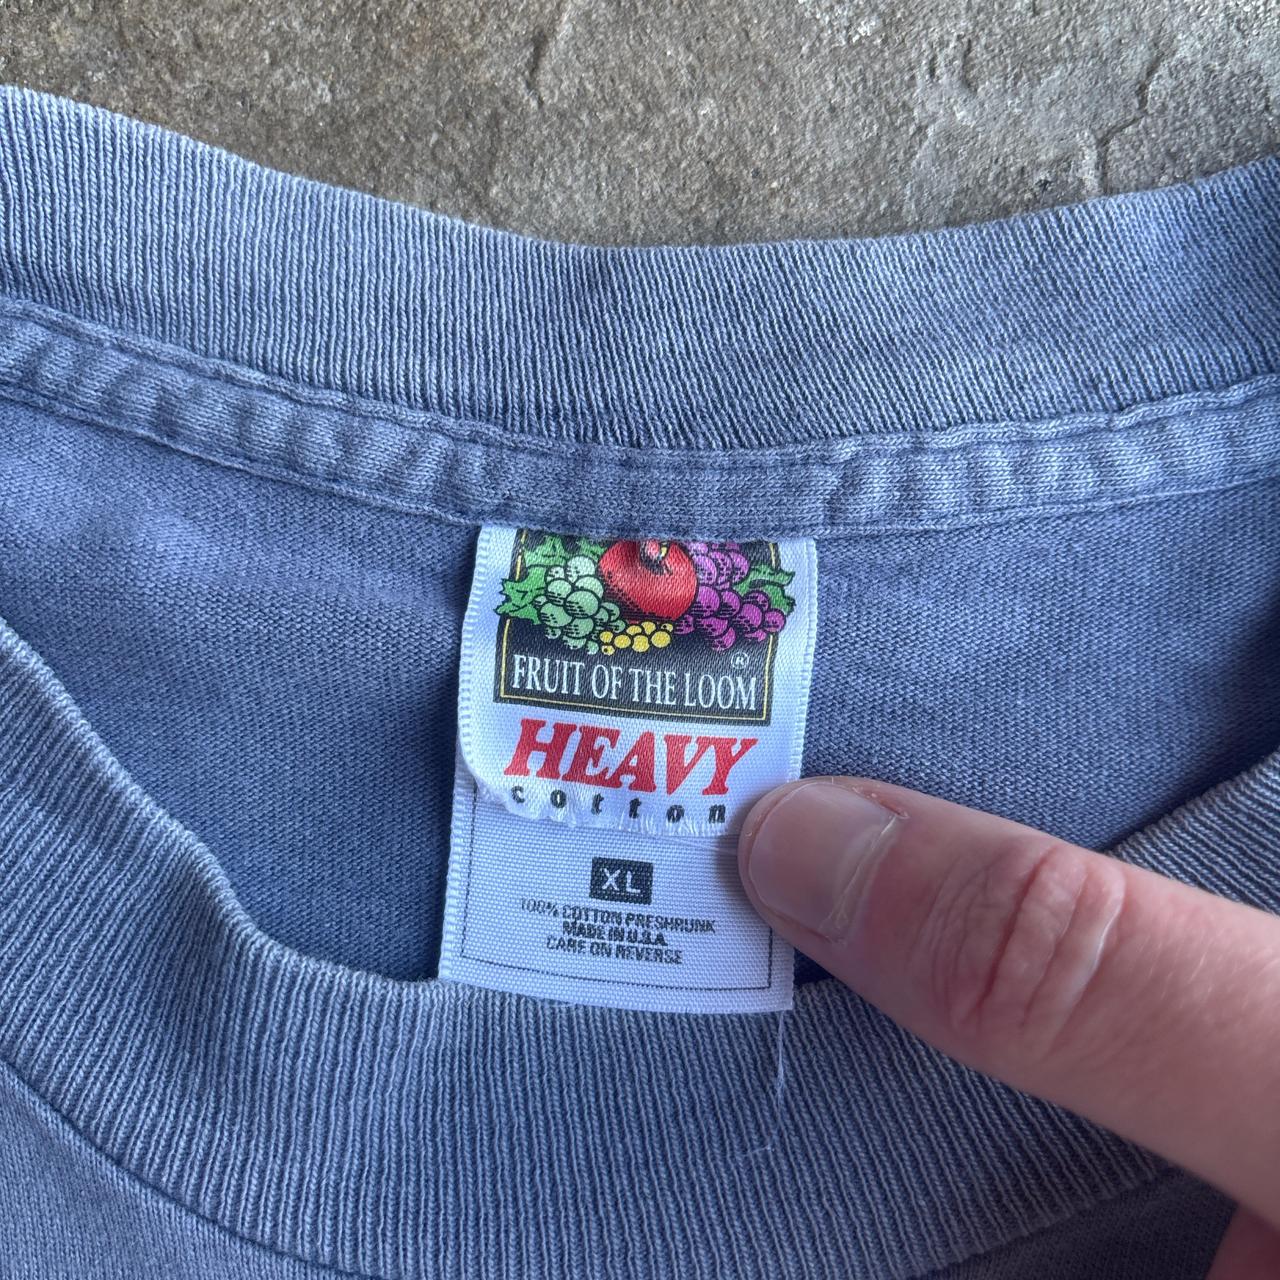 FRUIT OF THE LOOM ®
HEAVY
cotton
XL
100% COTTON PRESHRUNK
MADE IN U.S.A.
CARE ON REVERSE